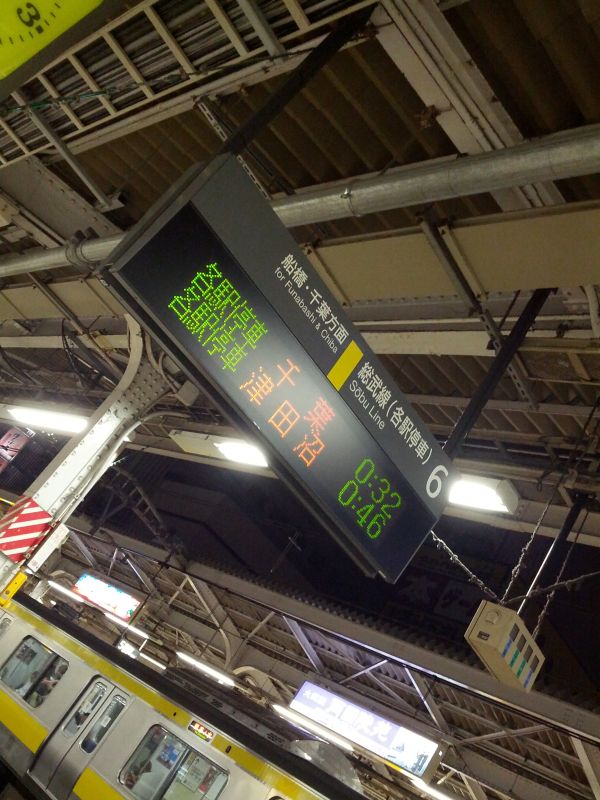 3
船橋・千葉方面
for Funabashi & Chiba
総武線(各駅停車)
Sōbu Line
6
各駅停車 千葉 0:32
各駅停車 津田沼 0:46